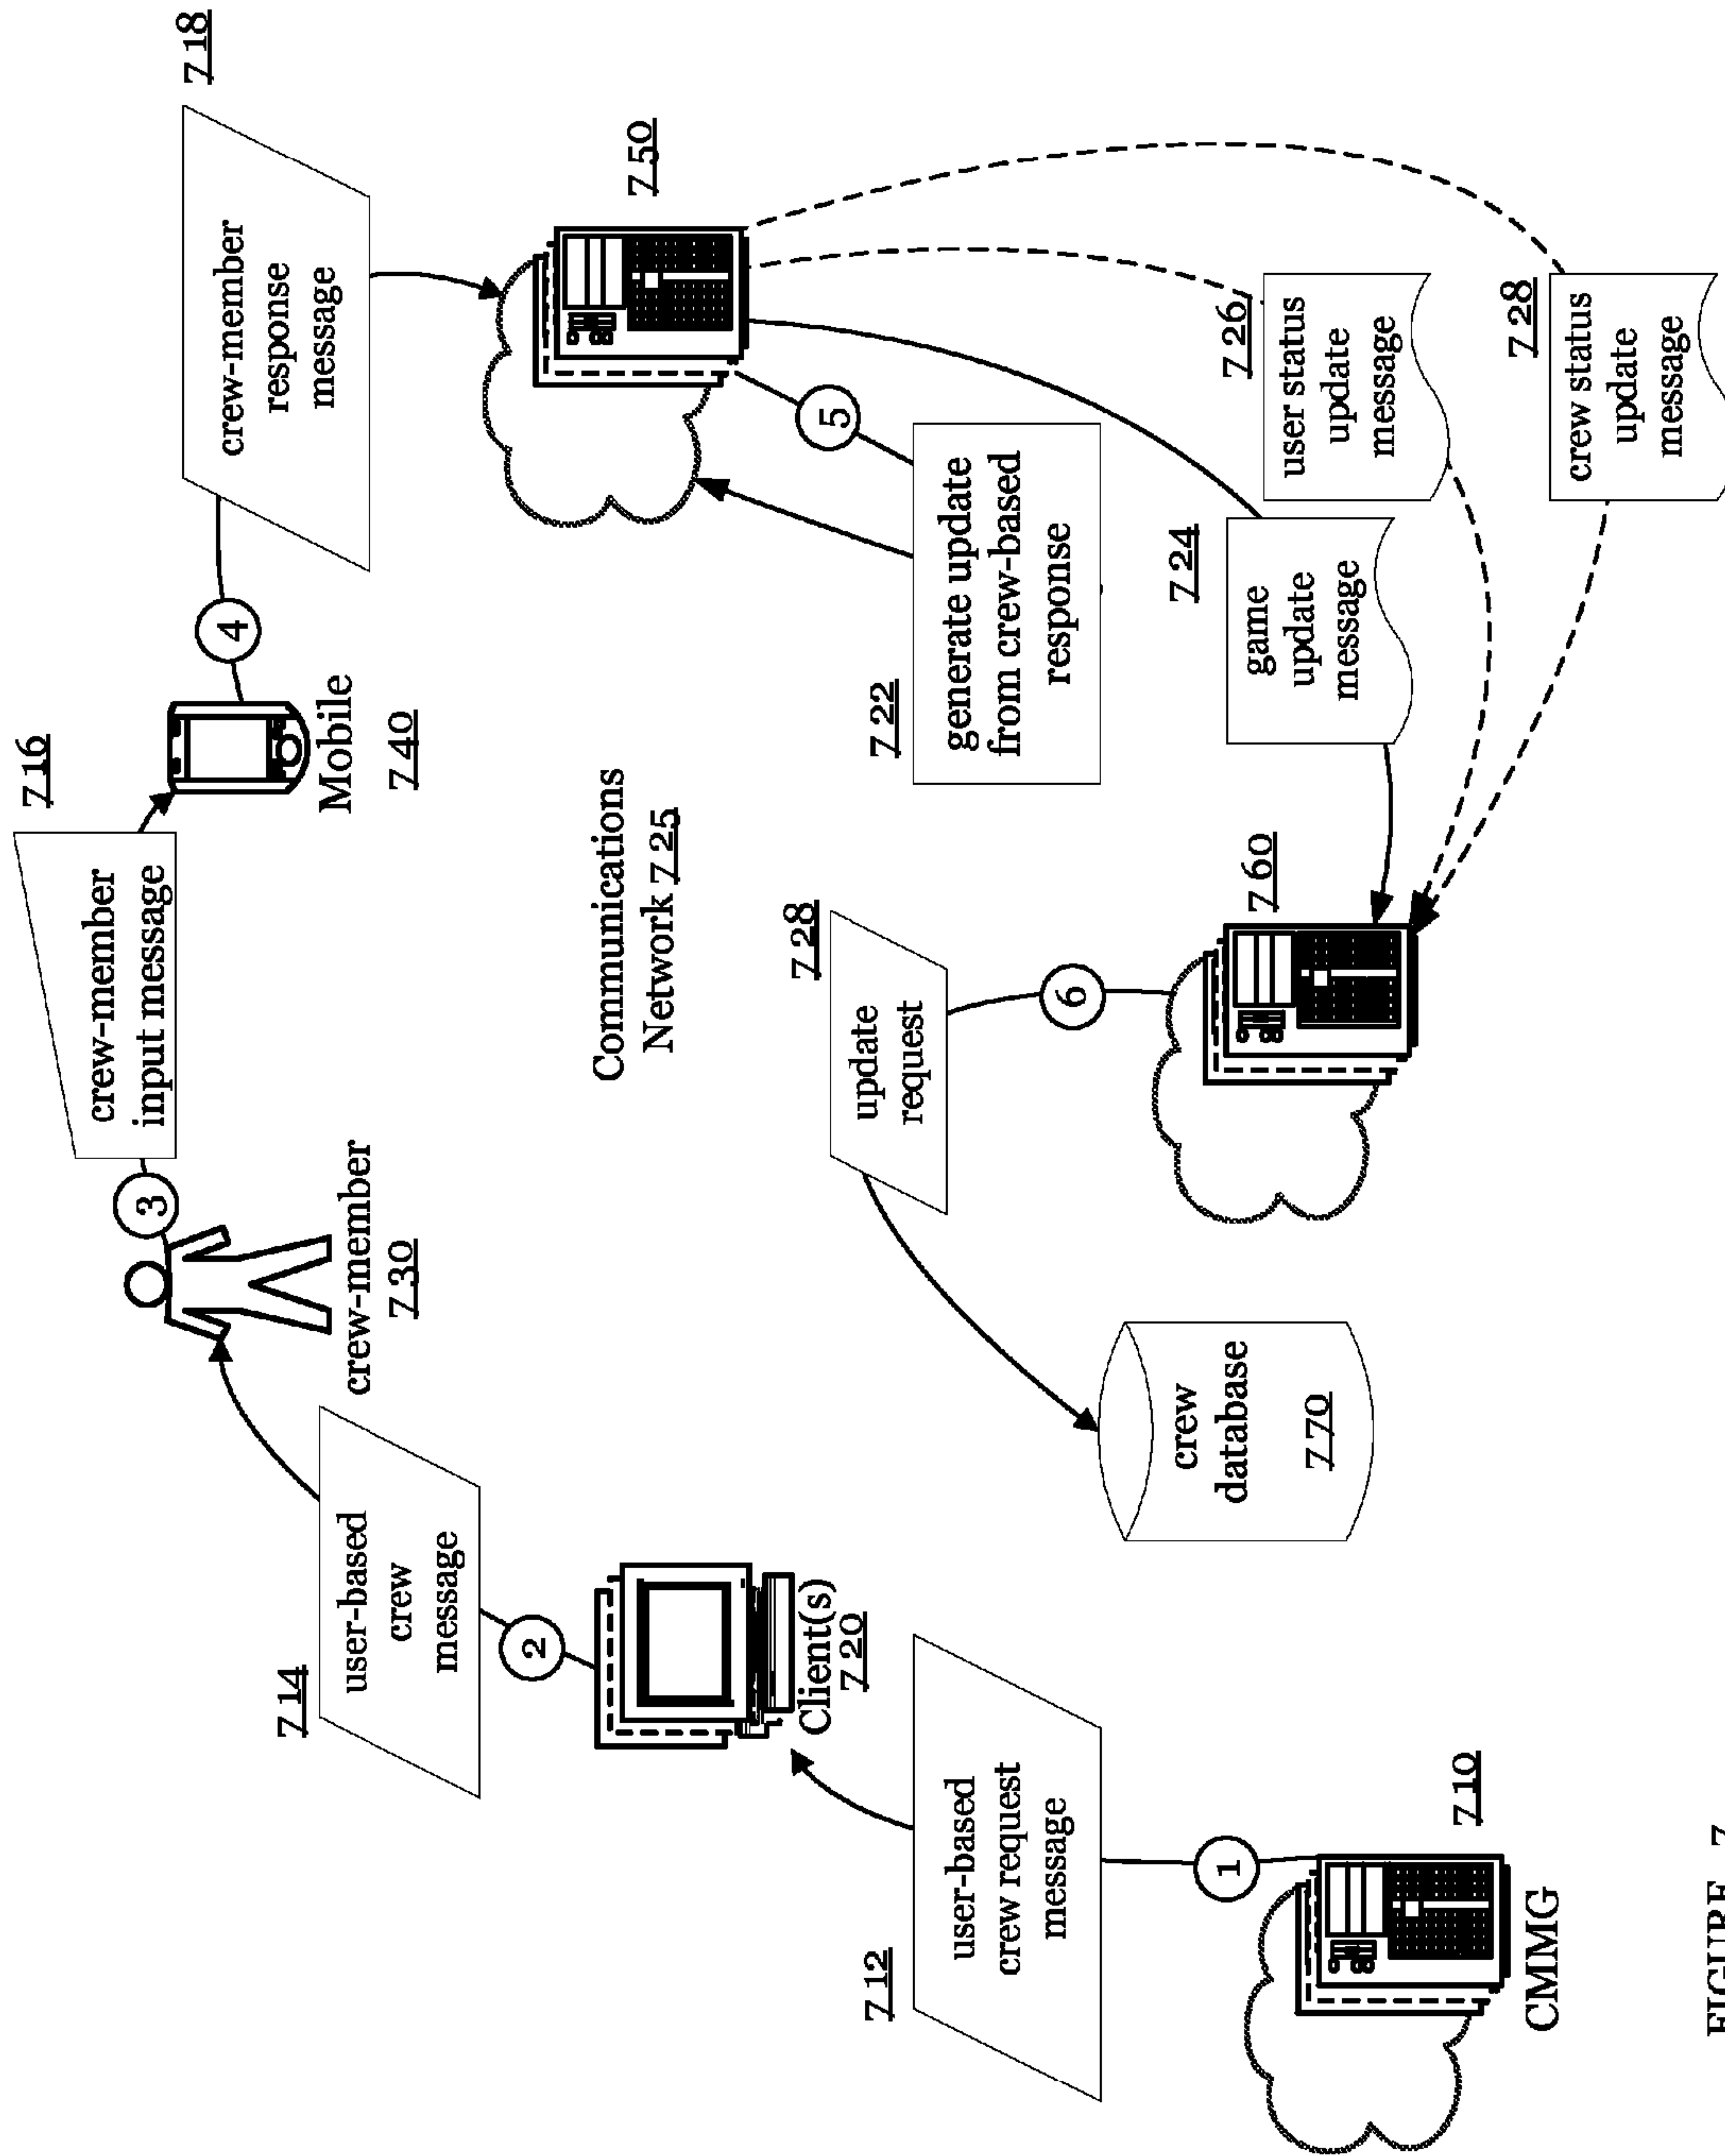 710
CMMG
1
712
user-based
crew request
message
Client(s)
720
2
714
user-based
crew
message
crew-member
730
3
716
crew-member
input message
Mobile
740
4
718
crew-member
response
message
750
5
722
generate update
from crew-based
response
Communications
Network 725
724
game
update
message
726
user status
update
message
728
crew status
update
message
760
6
728
update
request
crew
database
770
FIGURE 7